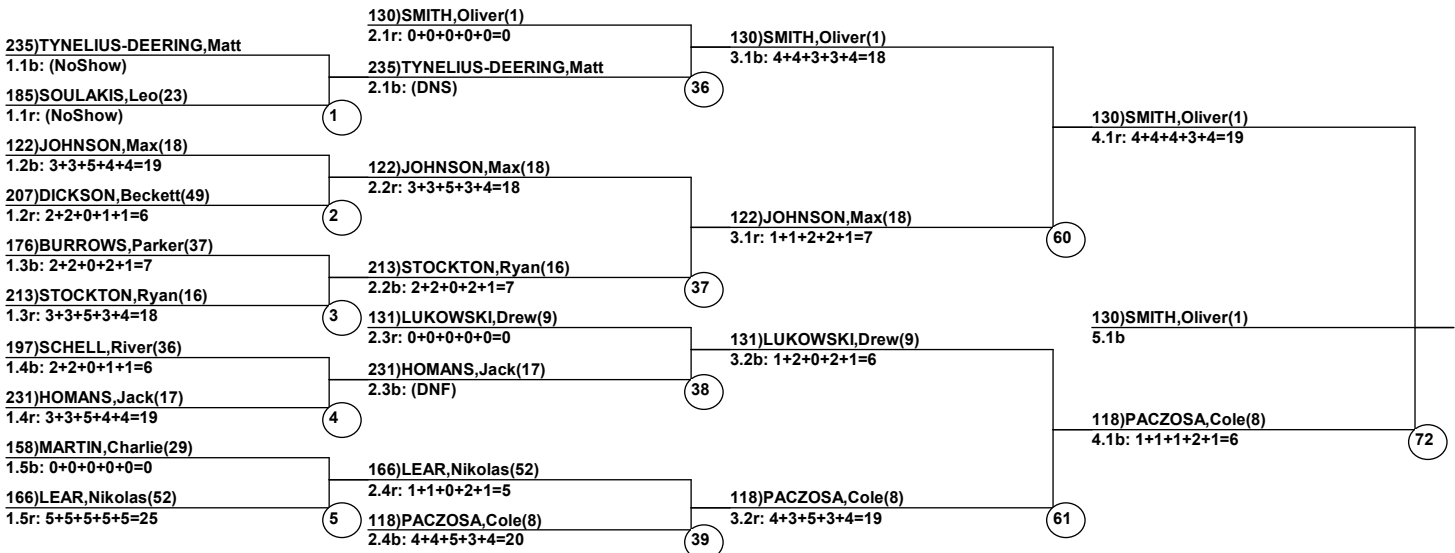 235)TYNELIUS-DEERING,Matt
1.1b: (NoShow)
185)SOULAKIS,Leo(23)
1.1r: (NoShow)
1
122)JOHNSON,Max(18)
1.2b: 3+3+5+4+4=19
207)DICKSON,Beckett(49)
1.2r: 2+2+0+1+1=6
2
176)BURROWS,Parker(37)
1.3b: 2+2+0+2+1=7
213)STOCKTON,Ryan(16)
1.3r: 3+3+5+3+4=18
3
197)SCHELL,River(36)
1.4b: 2+2+0+1+1=6
231)HOMANS,Jack(17)
1.4r: 3+3+5+4+4=19
4
158)MARTIN,Charlie(29)
1.5b: 0+0+0+0+0=0
166)LEAR,Nikolas(52)
1.5r: 5+5+5+5+5=25
5
130)SMITH,Oliver(1)
2.1r: 0+0+0+0+0=0
235)TYNELIUS-DEERING,Matt
2.1b: (DNS)
36
122)JOHNSON,Max(18)
2.2r: 3+3+5+3+4=18
213)STOCKTON,Ryan(16)
2.2b: 2+2+0+2+1=7
37
131)LUKOWSKI,Drew(9)
2.3r: 0+0+0+0+0=0
231)HOMANS,Jack(17)
2.3b: (DNF)
38
166)LEAR,Nikolas(52)
2.4r: 1+1+0+2+1=5
118)PACZOSA,Cole(8)
2.4b: 4+4+5+3+4=20
39
130)SMITH,Oliver(1)
3.1b: 4+4+3+3+4=18
122)JOHNSON,Max(18)
3.1r: 1+1+2+2+1=7
60
131)LUKOWSKI,Drew(9)
3.2b: 1+2+0+2+1=6
118)PACZOSA,Cole(8)
3.2r: 4+3+5+3+4=19
61
130)SMITH,Oliver(1)
4.1r: 4+4+4+3+4=19
118)PACZOSA,Cole(8)
4.1b: 1+1+1+2+1=6
72
130)SMITH,Oliver(1)
5.1b